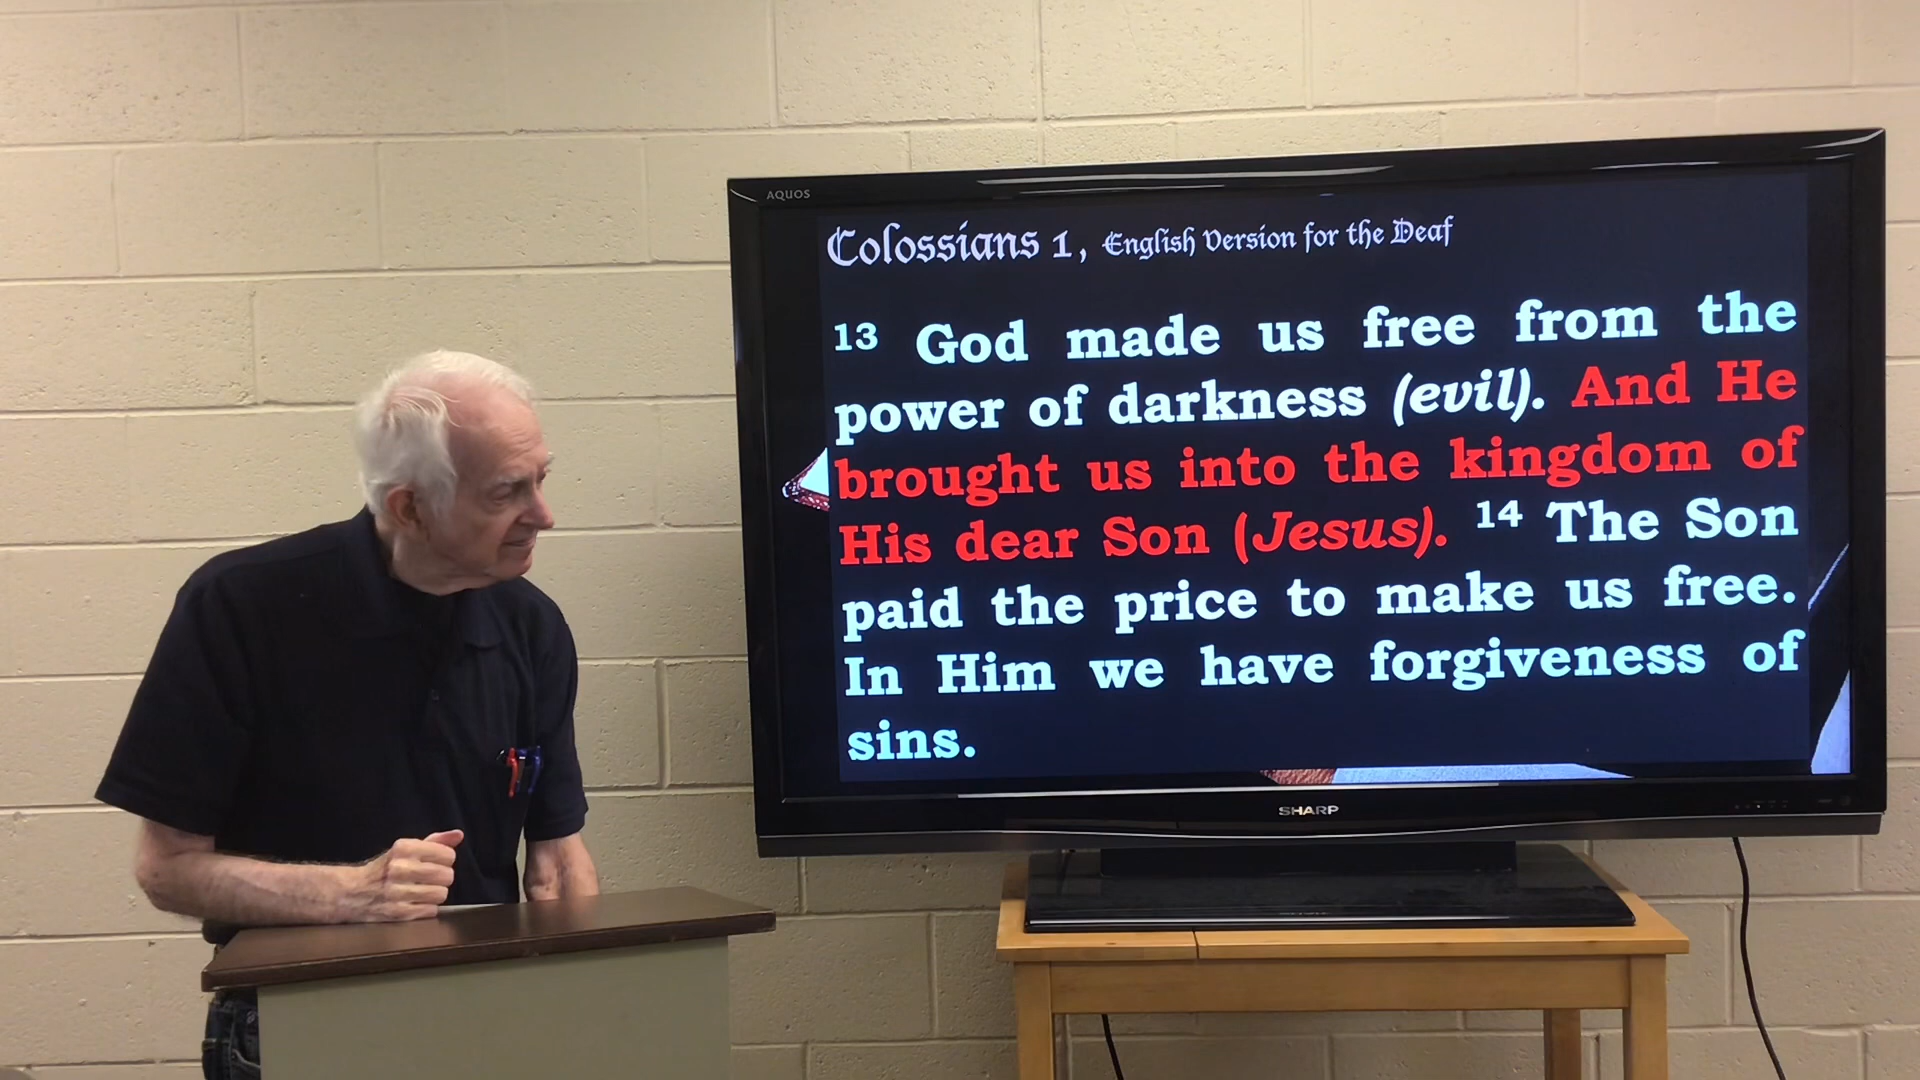 AQUOS
Colossians 1, English Version for the Deaf
13 God made us free from the
power of darkness (evil). And He
brought us into the kingdom of
His dear Son (Jesus). 14 The Son
paid the price to make us free.
In Him we have forgiveness of
sins.
SHARP